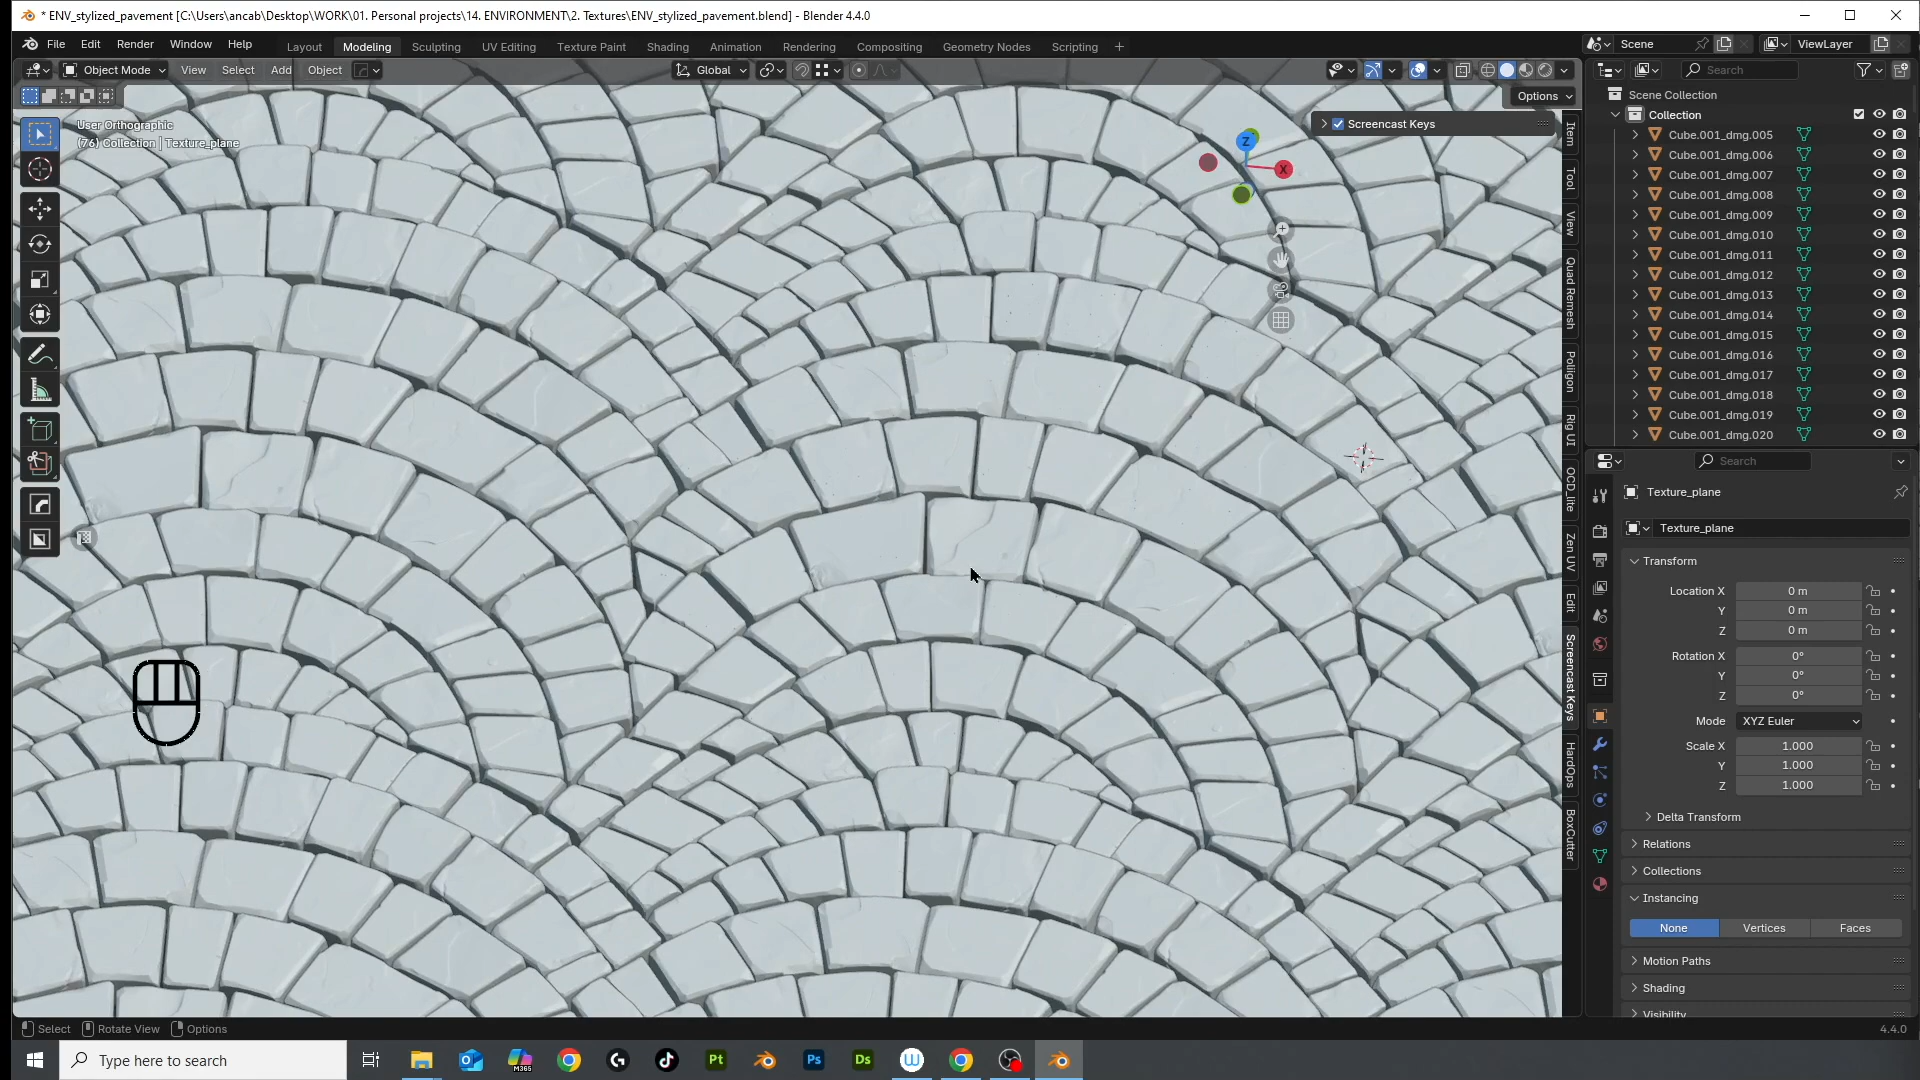 * ENV_stylized_pavement [C:\Users\ancab\Desktop\WORK\01. Personal projects\14. ENVIRONMENT\2. Textures\ENV_stylized_pavement.blend] - Blender 4.4.0
File Edit Render Window Help
Layout Modeling Sculpting UV Editing Texture Paint Shading Animation Rendering Compositing Geometry Nodes Scripting +
Scene
ViewLayer
Object Mode View Select Add Object
Global
Search
Options
User Orthographic
(76) Collection | Texture_plane
Screencast Keys
Z
X
Item
Tool
View
Quad Remesh
Poliigon
Rig UI
OCD_lite
Zen UV
Edit
Screencast Keys
HardOps
BoxCutter
Scene Collection
Collection
Cube.001_dmg.005
Cube.001_dmg.006
Cube.001_dmg.007
Cube.001_dmg.008
Cube.001_dmg.009
Cube.001_dmg.010
Cube.001_dmg.011
Cube.001_dmg.012
Cube.001_dmg.013
Cube.001_dmg.014
Cube.001_dmg.015
Cube.001_dmg.016
Cube.001_dmg.017
Cube.001_dmg.018
Cube.001_dmg.019
Cube.001_dmg.020
Search
Texture_plane
Texture_plane
Transform
Location X 0 m
Y 0 m
Z 0 m
Rotation X 0°
Y 0°
Z 0°
Mode XYZ Euler
Scale X 1.000
Y 1.000
Z 1.000
Delta Transform
Relations
Collections
Instancing
None Vertices Faces
Motion Paths
Shading
Visibility
Select Rotate View Options
4.4.0
Type here to search
M365
Pt
Ps
Ds